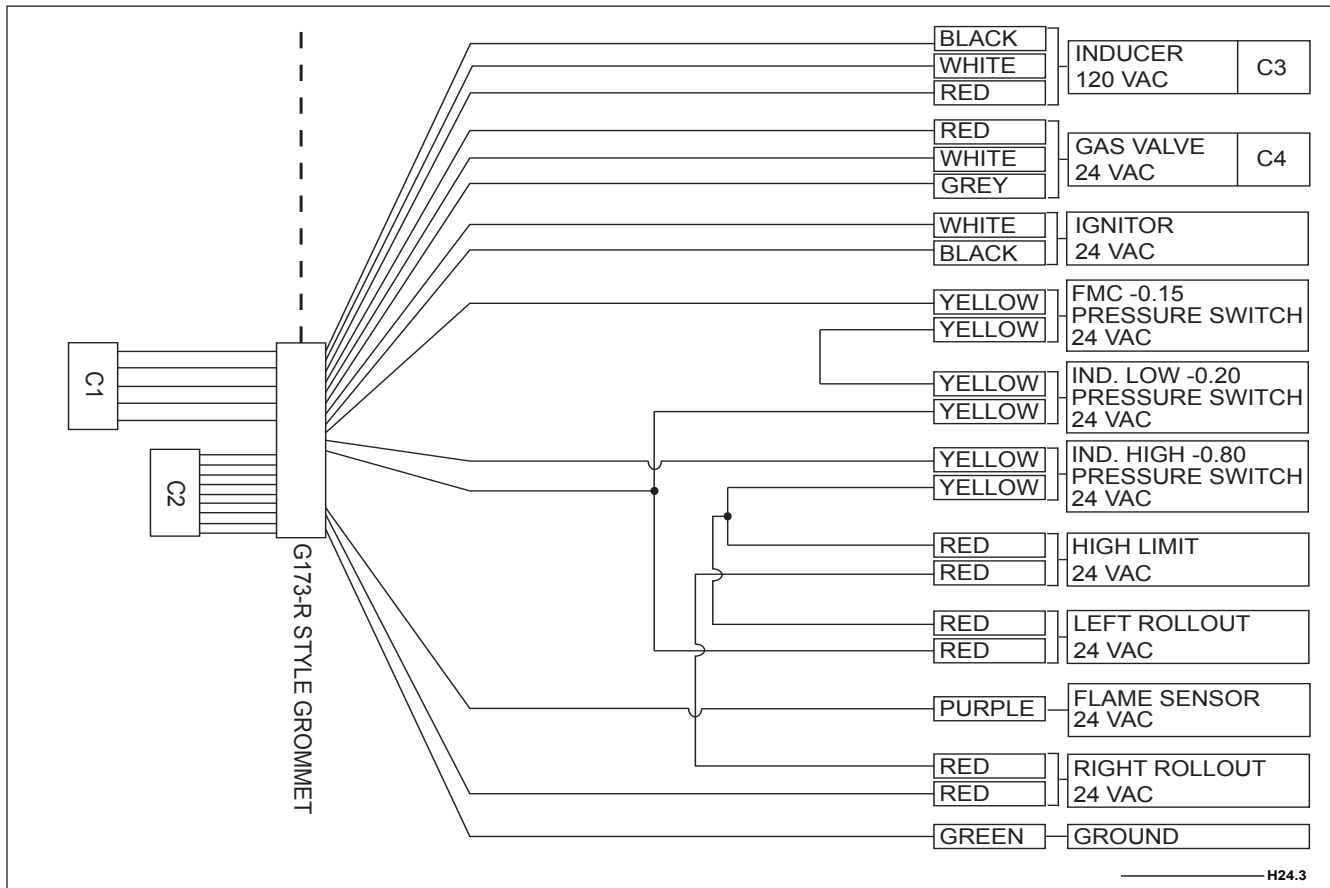 BLACK
WHITE
RED
INDUCER
120 VAC
C3
RED
WHITE
GREY
GAS VALVE
24 VAC
C4
WHITE
BLACK
IGNITOR
24 VAC
YELLOW
YELLOW
FMC -0.15
PRESSURE SWITCH
24 VAC
YELLOW
YELLOW
IND. LOW -0.20
PRESSURE SWITCH
24 VAC
YELLOW
YELLOW
IND. HIGH -0.80
PRESSURE SWITCH
24 VAC
RED
RED
HIGH LIMIT
24 VAC
RED
RED
LEFT ROLLOUT
24 VAC
PURPLE
FLAME SENSOR
24 VAC
RED
RED
RIGHT ROLLOUT
24 VAC
GREEN
GROUND
C1
C2
G173-R STYLE GROMMET
H24.3